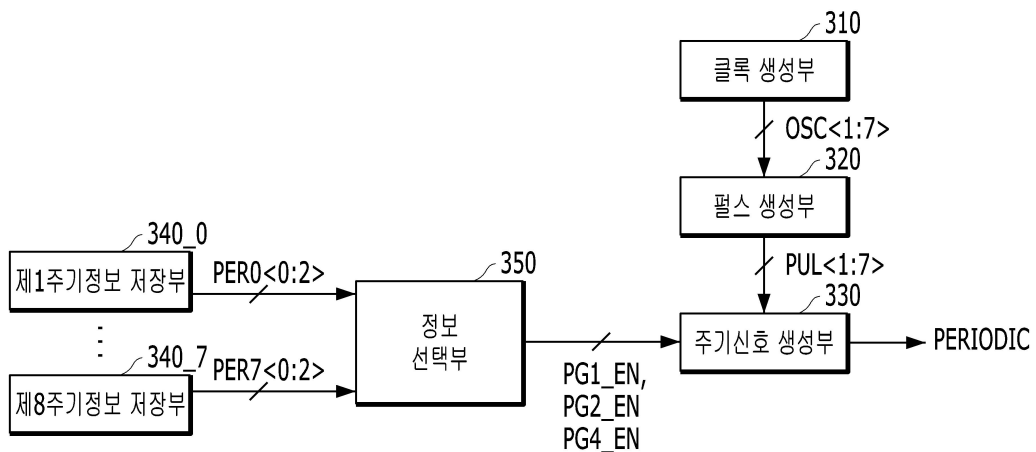 310
클록 생성부
OSC<1:7>
320
펄스 생성부
340_0
제1주기정보 저장부
PER0<0:2>
350
PUL<1:7>
330
정보
선택부
주기신호 생성부
PERIODIC
340_7
제8주기정보 저장부
PER7<0:2>
PG1_EN,
PG2_EN
PG4_EN